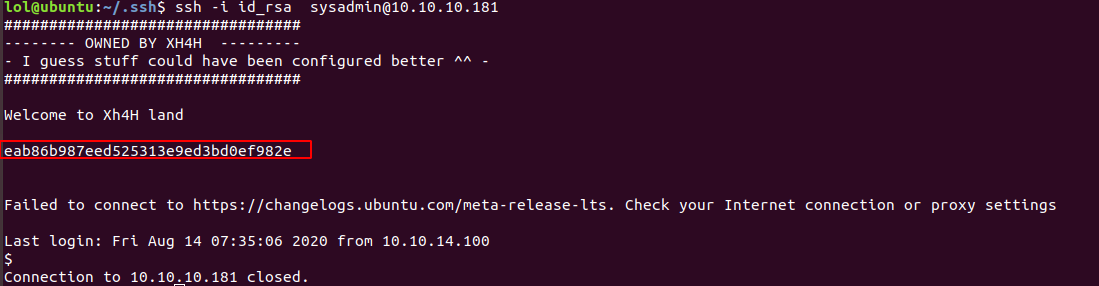 lol@ubuntu:~/.ssh$ ssh -i id_rsa  sysadmin@10.10.10.181
#################################
-------- OWNED BY XH4H  ---------
- I guess stuff could have been configured better ^^ -
#################################
Welcome to Xh4H land
eab86b987eed525313e9ed3bd0ef982e
Failed to connect to https://changelogs.ubuntu.com/meta-release-lts. Check your Internet connection or proxy settings
Last login: Fri Aug 14 07:35:06 2020 from 10.10.14.100
$
Connection to 10.10.10.181 closed.